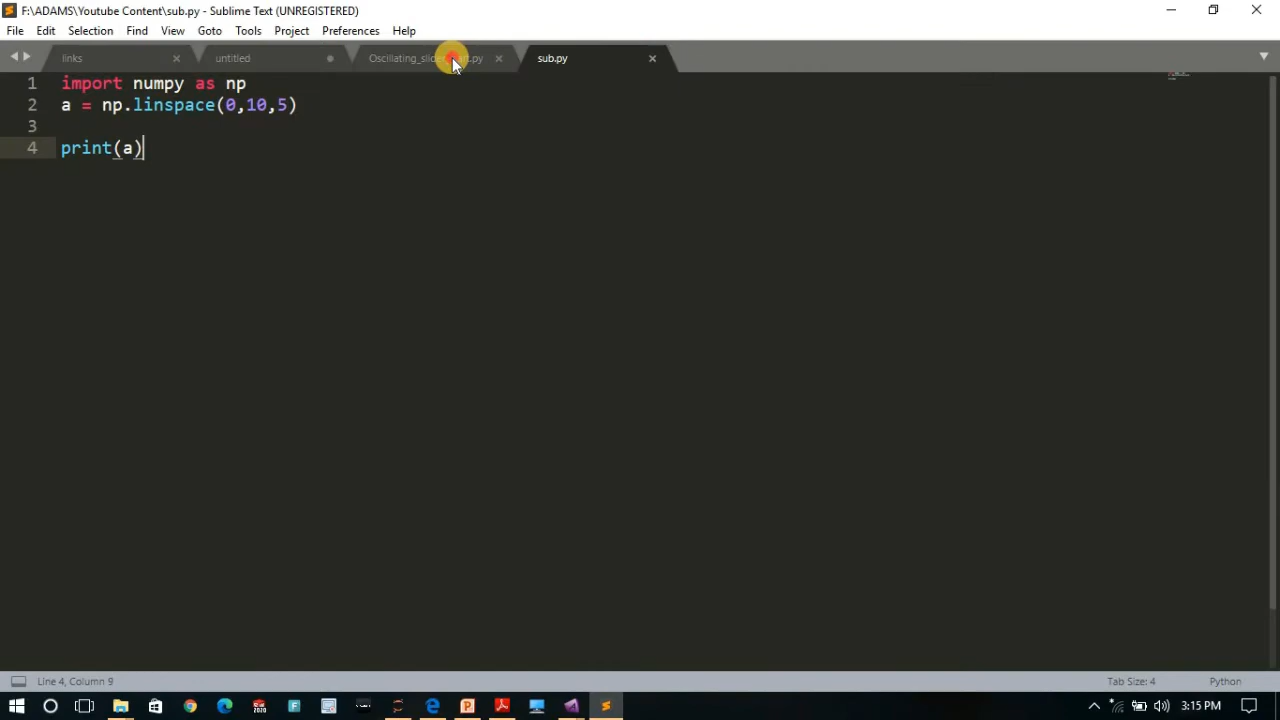 F:\ADAMS\Youtube Content\sub.py - Sublime Text (UNREGISTERED)
File Edit Selection Find View Goto Tools Project Preferences Help
links untitled Oscillating_slide .py sub.py
1 import numpy as np
2 a = np.linspace(0,10,5)
3
4 print(a)
Line 4, Column 9 Tab Size: 4 Python
3:15 PM